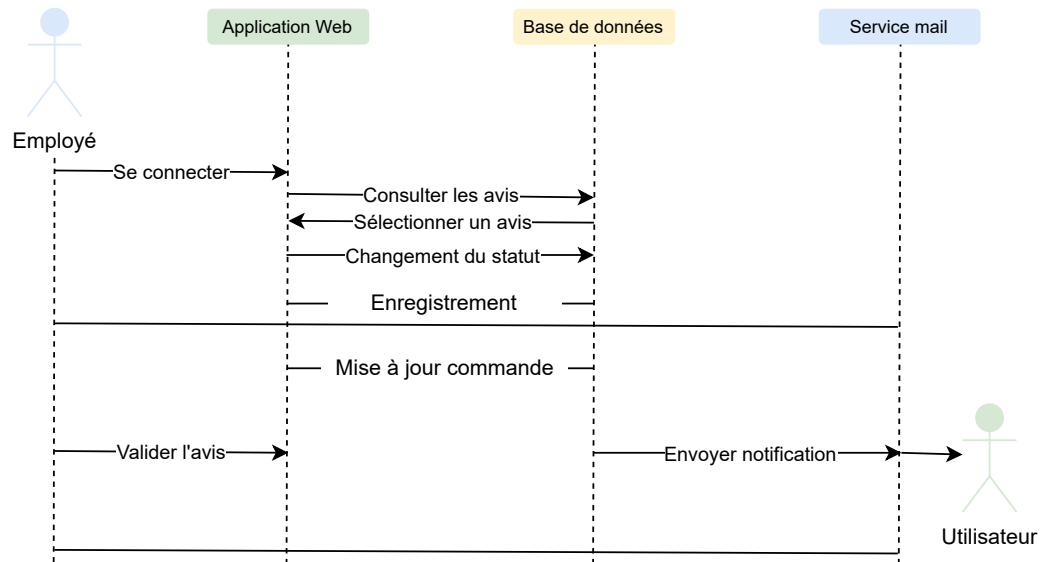 Application Web
Base de données
Service mail
Employé
Se connecter
Consulter les avis
Sélectionner un avis
Changement du statut
Enregistrement
Mise à jour commande
Valider l'avis
Envoyer notification
Utilisateur